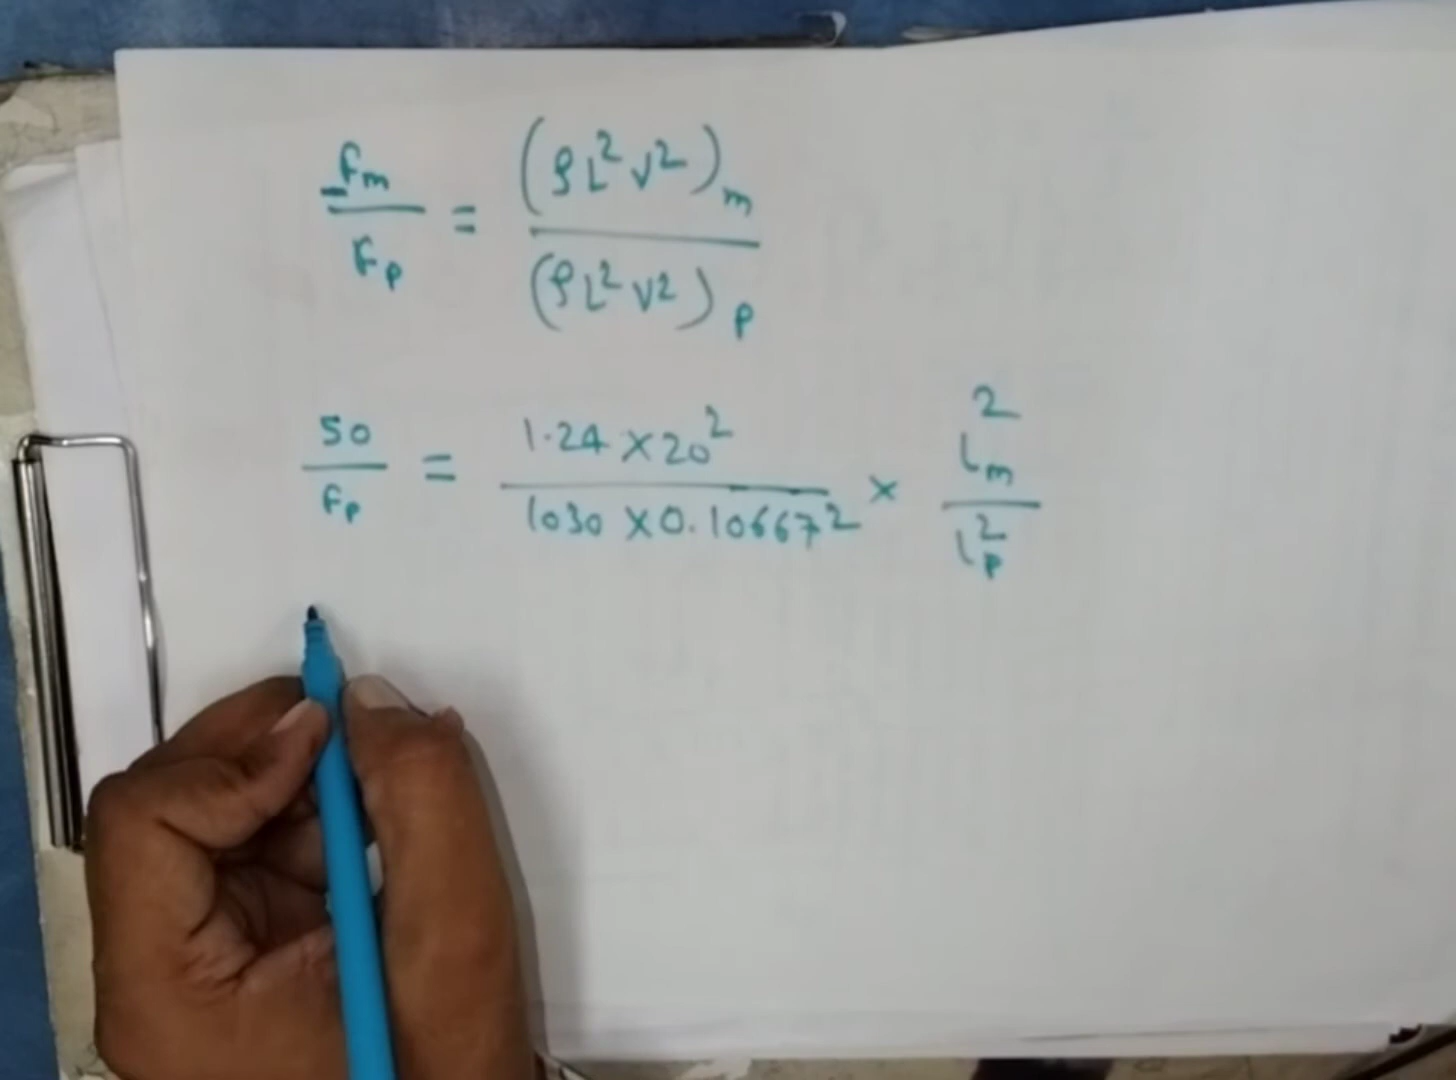 Fm/Fp = (ρL²V²)m / (ρL²V²)p
50/Fp = 1.24 × 20² / 1030 × 0.10667² × lm²/lp²